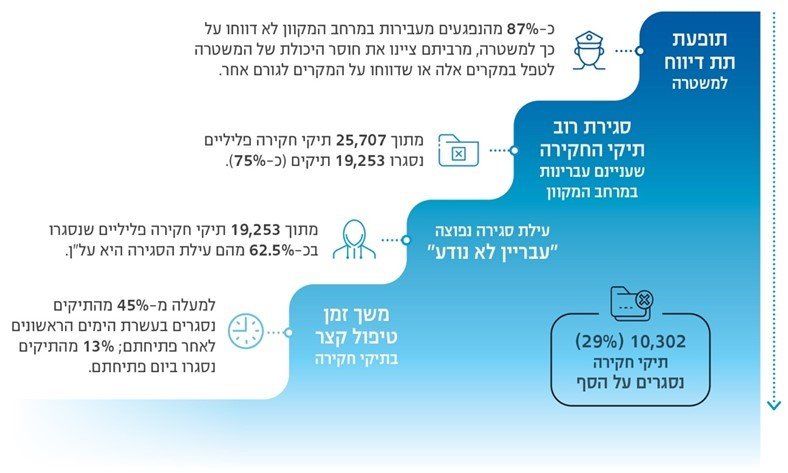 תופעת
תת דיווח
למשטרה
כ-87% מהנפגעים מעבירות במרחב המקוון לא דווחו על
כך למשטרה, מרביתם ציינו את חוסר היכולת של המשטרה
לטפל במקרים אלה או שדווחו על המקרים לגורם אחר.
סגירת רוב
תיקי החקירה
שעניינם עבריינות
במרחב המקוון
מתוך 25,707 תיקי חקירה פליליים
נסגרו 19,253 תיקים (כ-75%).
עילת סגירה נפוצה
"עבריין לא נודע"
מתוך 19,253 תיקי חקירה פליליים שנסגרו
בכ-62.5% מהם עילת הסגירה היא על"ן.
משך זמן
טיפול קצר
בתיקי חקירה
למעלה מ-45% מהתיקים
נסגרים בעשרת הימים הראשונים
לאחר פתיחתם; 13% מהתיקים
נסגרו ביום פתיחתם.
10,302 (29%)
תיקי חקירה
נסגרים על הסף